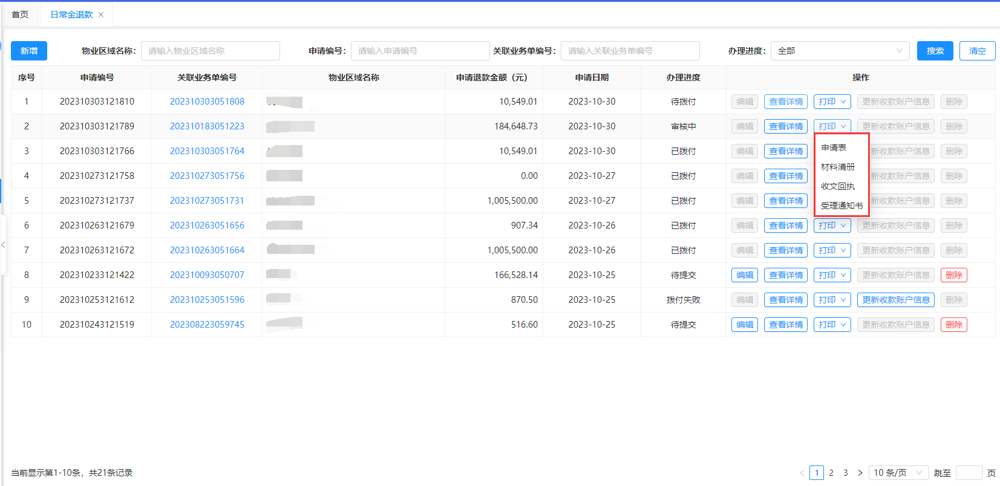 首页 日常金退款
新增 物业区域名称： 请输入物业区域名称 申请编号： 请输入申请编号 关联业务单编号： 请输入关联业务单编号 办理进度： 全部 搜索 清空
序号 申请编号 关联业务单编号 物业区域名称 申请退款金额（元） 申请日期 办理进度 操作
1 202310303121810 202310303051808 10,549.01 2023-10-30 待拨付 编辑 查看详情 打印 更新收款账户信息 删除
2 202310303121789 202310183051223 184,648.73 2023-10-30 审核中 编辑 查看详情 打印 更新收款账户信息 删除
3 202310303121766 202310303051764 10,549.01 2023-10-30 已拨付 编辑 查看详情 申请表 新收款账户信息 删除
材料清册
4 202310273121758 202310273051756 0.00 2023-10-27 已拨付 编辑 查看详情 新收款账户信息 删除
收文回执
5 202310273121737 202310273051731 1,005,500.00 2023-10-27 已拨付 编辑 查看详情 受理通知书 新收款账户信息 删除
6 202310263121679 202310263051656 907.34 2023-10-26 已拨付 编辑 查看详情 打印 更新收款账户信息 删除
7 202310263121672 202310263051664 1,005,500.00 2023-10-26 已拨付 编辑 查看详情 打印 更新收款账户信息 删除
8 202310233121422 202310093050707 166,528.14 2023-10-25 待提交 编辑 查看详情 打印 更新收款账户信息 删除
9 202310253121612 202310253051596 870.50 2023-10-25 拨付失败 编辑 查看详情 打印 更新收款账户信息 删除
10 202310243121519 202308223059745 516.60 2023-10-25 待提交 编辑 查看详情 打印 更新收款账户信息 删除
当前显示第1-10条，共21条记录 1 2 3 10 条/页 跳至 页